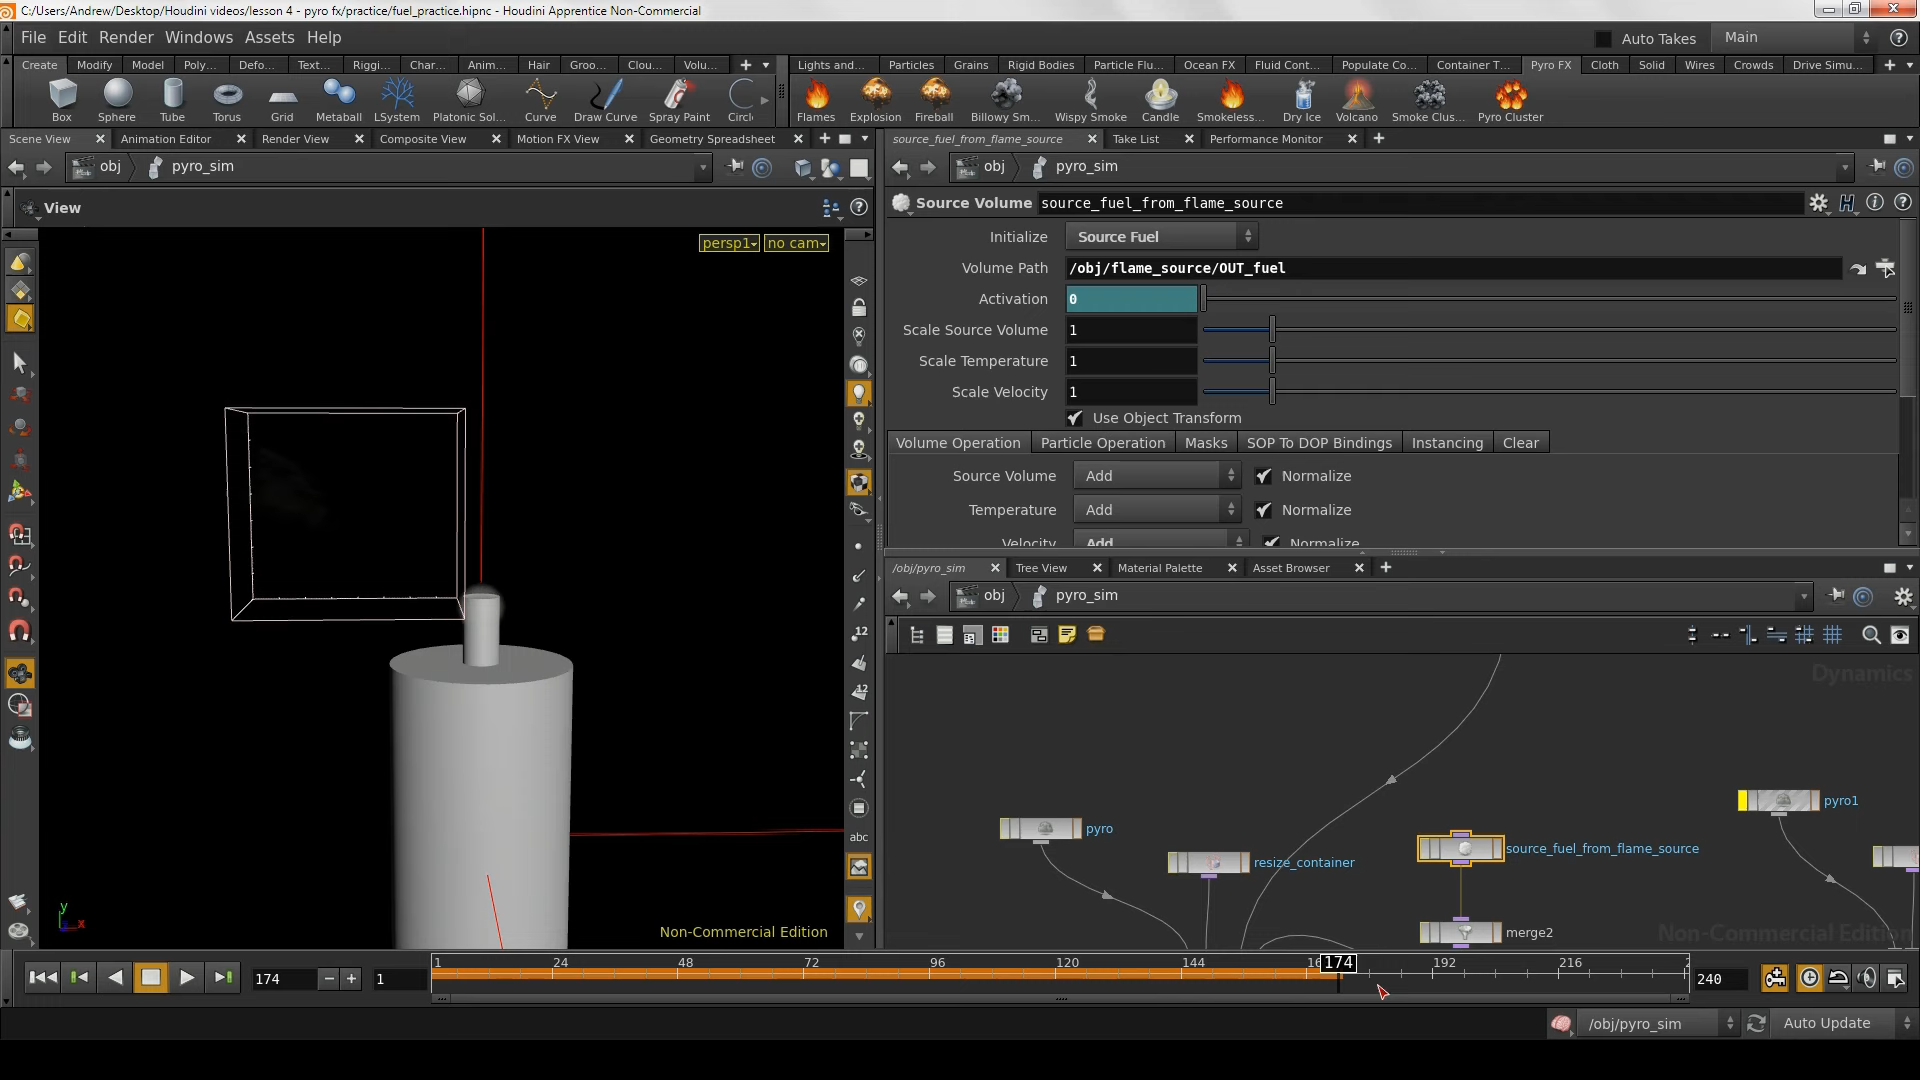 C:/Users/Andrew/Desktop/Houdini videos/lesson 4 - pyro fx/practice/fuel_practice.hipnc - Houdini Apprentice Non-Commercial
File Edit Render Windows Assets Help
Auto Takes Main
Create Modify Model Poly... Defo... Text... Riggi... Char... Anim... Hair Groo... Clou... Volu...
Lights and... Particles Grains Rigid Bodies Particle Flu... Ocean FX Fluid Cont... Populate Co... Container T... Pyro FX Cloth Solid Wires Crowds Drive Simu...
Box Sphere Tube Torus Grid Metaball LSystem Platonic Sol... Curve Draw Curve Spray Paint Circl
Flames Explosion Fireball Billowy Sm... Wispy Smoke Candle Smokeless... Dry Ice Volcano Smoke Clus... Pyro Cluster
Scene View Animation Editor Render View Composite View Motion FX View Geometry Spreadsheet
source_fuel_from_flame_source Take List Performance Monitor
obj pyro_sim
obj pyro_sim
View
Source Volume source_fuel_from_flame_source
persp1 no cam
Initialize Source Fuel
Volume Path /obj/flame_source/OUT_fuel
Activation 0
Scale Source Volume 1
Scale Temperature 1
Scale Velocity 1
Use Object Transform
Volume Operation Particle Operation Masks SOP To DOP Bindings Instancing Clear
Source Volume Add Normalize
Temperature Add Normalize
Velocity Add Normalize
/obj/pyro_sim Tree View Material Palette Asset Browser
obj pyro_sim
12
12
abc
Dynamics
pyro
resize_container
source_fuel_from_flame_source
pyro1
merge2
y
x
Non-Commercial Edition
Non-Commercial Edition
174 1
1 24 48 72 96 120 144 174 192 216
240
/obj/pyro_sim Auto Update